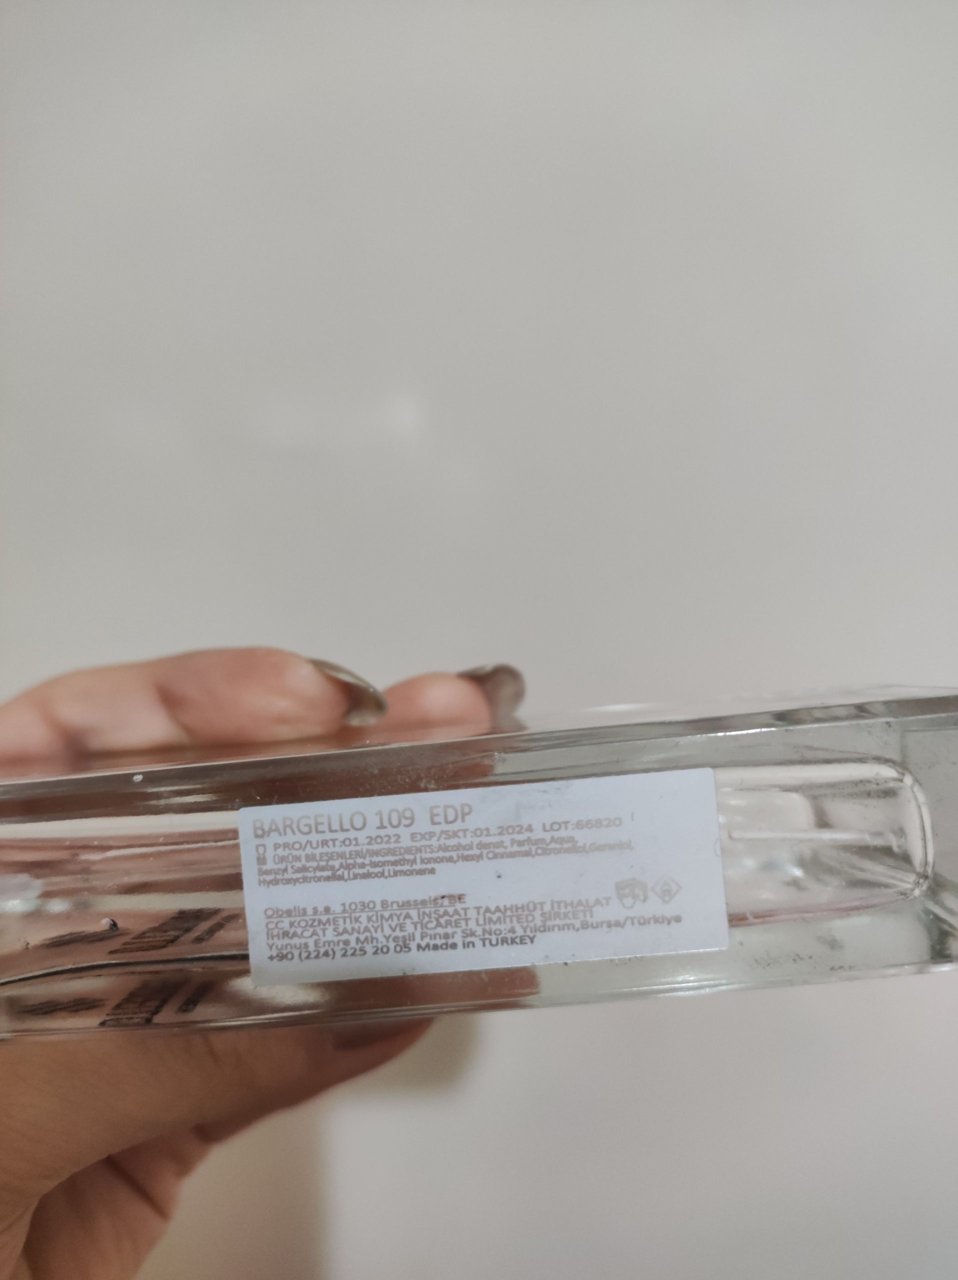 BARGELLO 109 EDP
PRO/URT:01.2022 EXP/SKT:01.2024 LOT:66820
ÜRÜN BİLEŞENLERİ/INGREDIENTS:Alcohol denat, Parfum,Aqua,
Benzyl Salicylate,Alpha-Isomethyl Ionone,Hexyl Cinnamal,Citronellol,Geraniol,
Hydroxycitronellal,Linalool,Limonene
Obelis s.e. 1030 Brussels/BE
CC KOZMETİK KİMYA İNŞAAT TAAHHÜT İTHALAT
İHRACAT SANAYİ VE TİCARET LİMİTED ŞİRKETİ
Yunus Emre Mh.Yeşil Pınar Sk.No:4 Yıldırım,Bursa/Türkiye
+90 (224) 225 20 05 Made in TURKEY